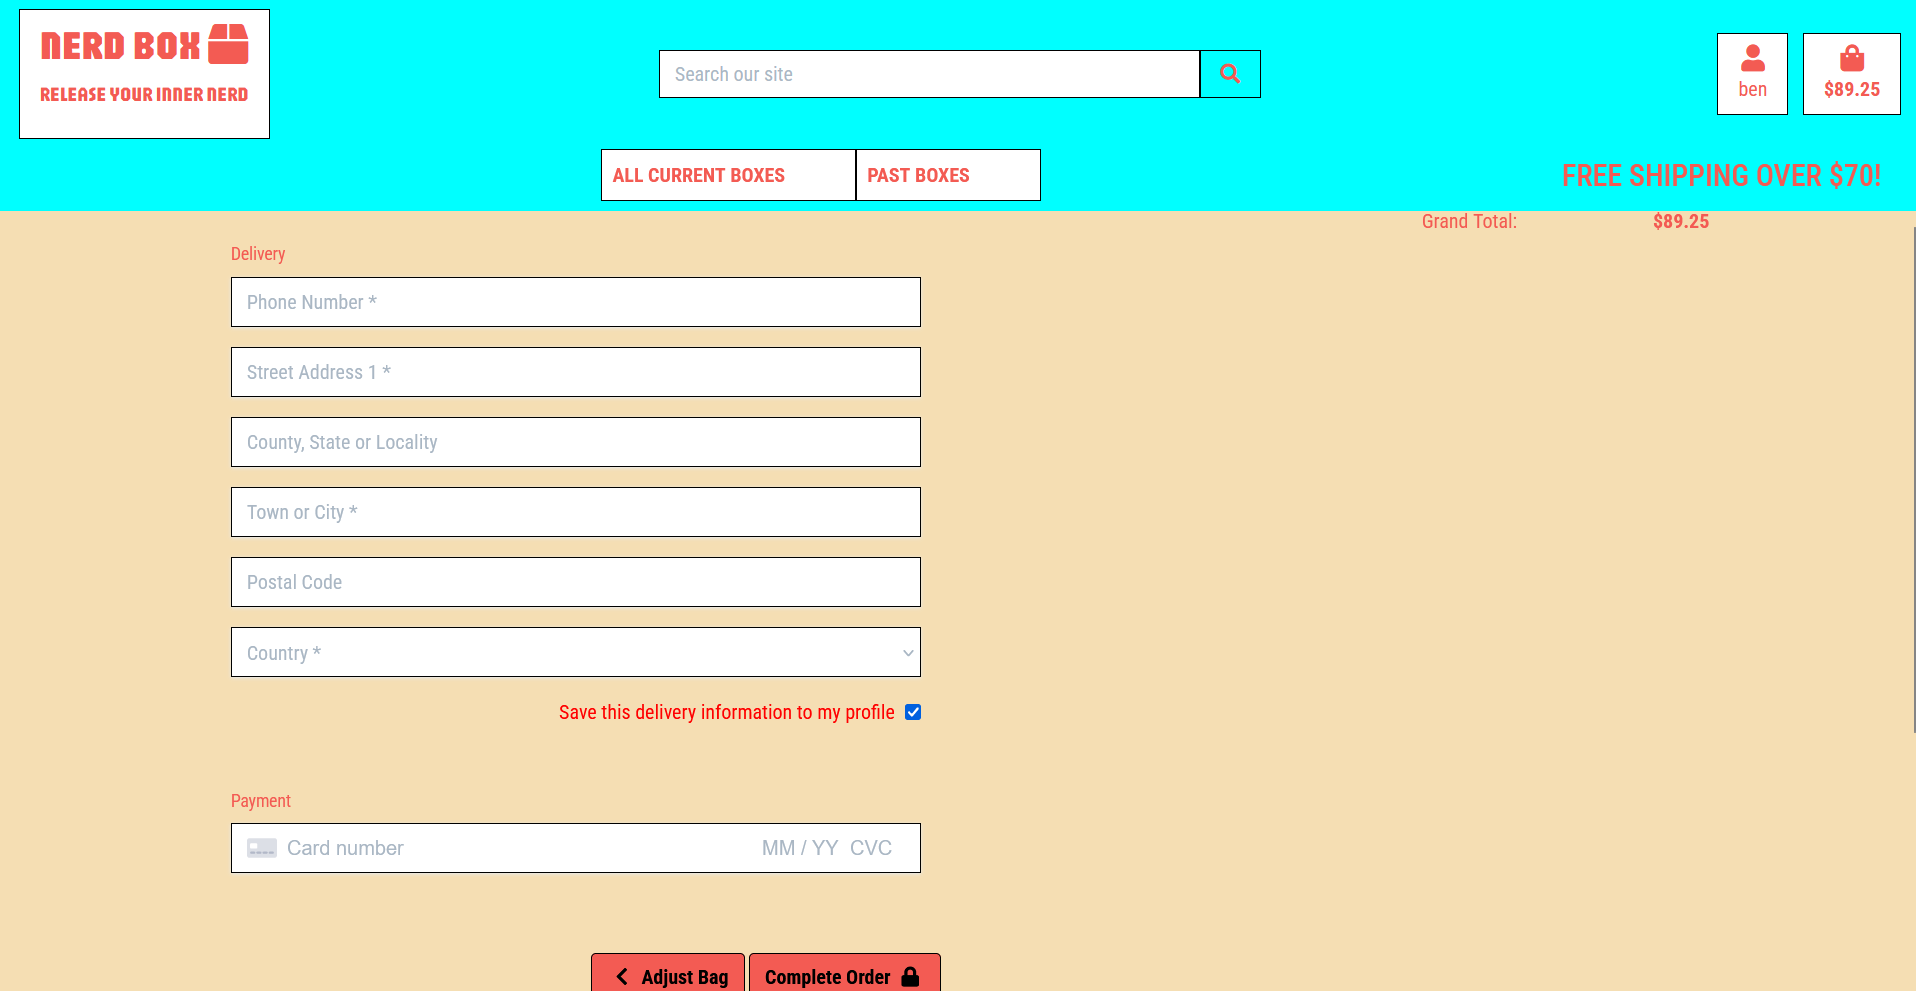 NERD BOX
RELEASE YOUR INNER NERD
Search our site
ben
$89.25
ALL CURRENT BOXES
PAST BOXES
FREE SHIPPING OVER $70!
Grand Total:
$89.25
Delivery
Phone Number *
Street Address 1 *
County, State or Locality
Town or City *
Postal Code
Country *
Save this delivery information to my profile
Payment
Card number
MM / YY CVC
Adjust Bag
Complete Order